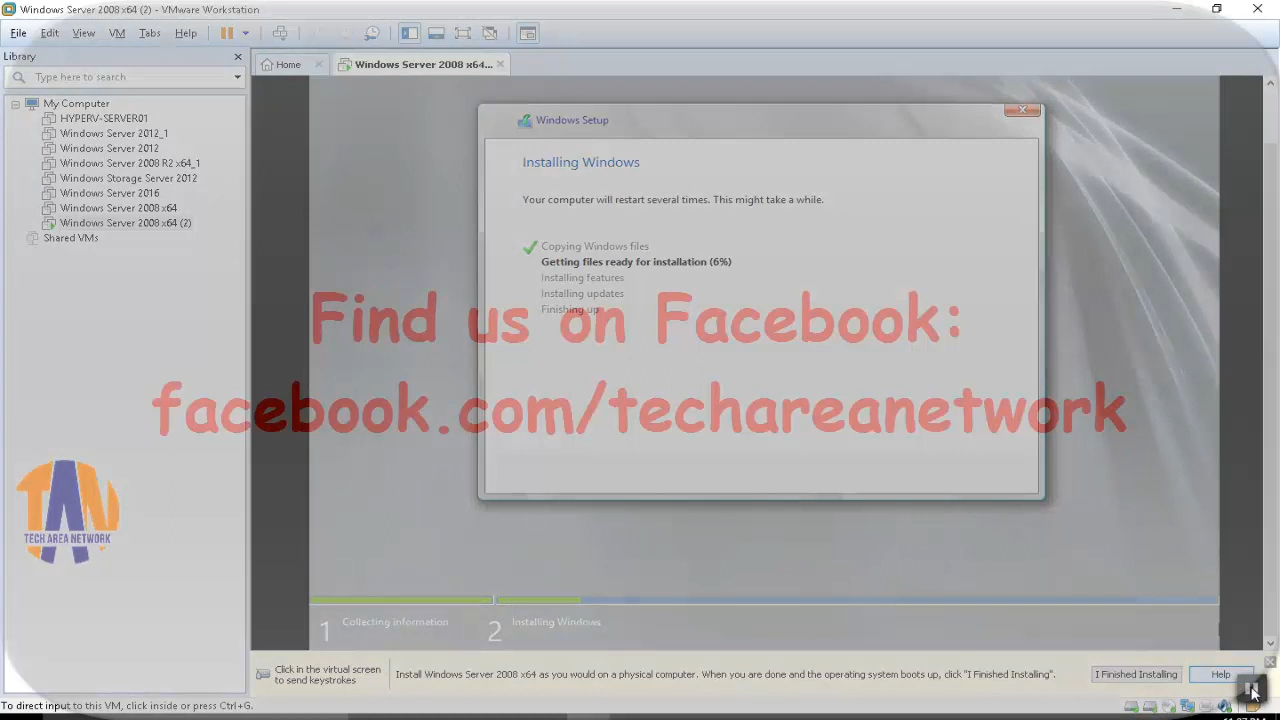 Windows Server 2008 x64 (2) - VMware Workstation
File Edit View VM Tabs Help
Library
Type here to search
My Computer
HYPERV-SERVER01
Windows Server 2012_1
Windows Server 2012
Windows Server 2008 R2 x64_1
Windows Storage Server 2012
Windows Server 2016
Windows Server 2008 x64
Windows Server 2008 x64 (2)
Shared VMs
Home
Windows Server 2008 x64...
Windows Setup
Installing Windows
Your computer will restart several times. This might take a while.
Copying Windows files
Getting files ready for installation (6%)
Installing features
Installing updates
Finishing up
Find us on Facebook:
facebook.com/techareanetwork
TAN
TECH AREA NETWORK
1 Collecting information
2 Installing Windows
Click in the virtual screen
to send keystrokes
Install Windows Server 2008 x64 as you would on a physical computer. When you are done and the operating system boots up, click "I Finished Installing".
I Finished Installing
Help
To direct input to this VM, click inside or press Ctrl+G.